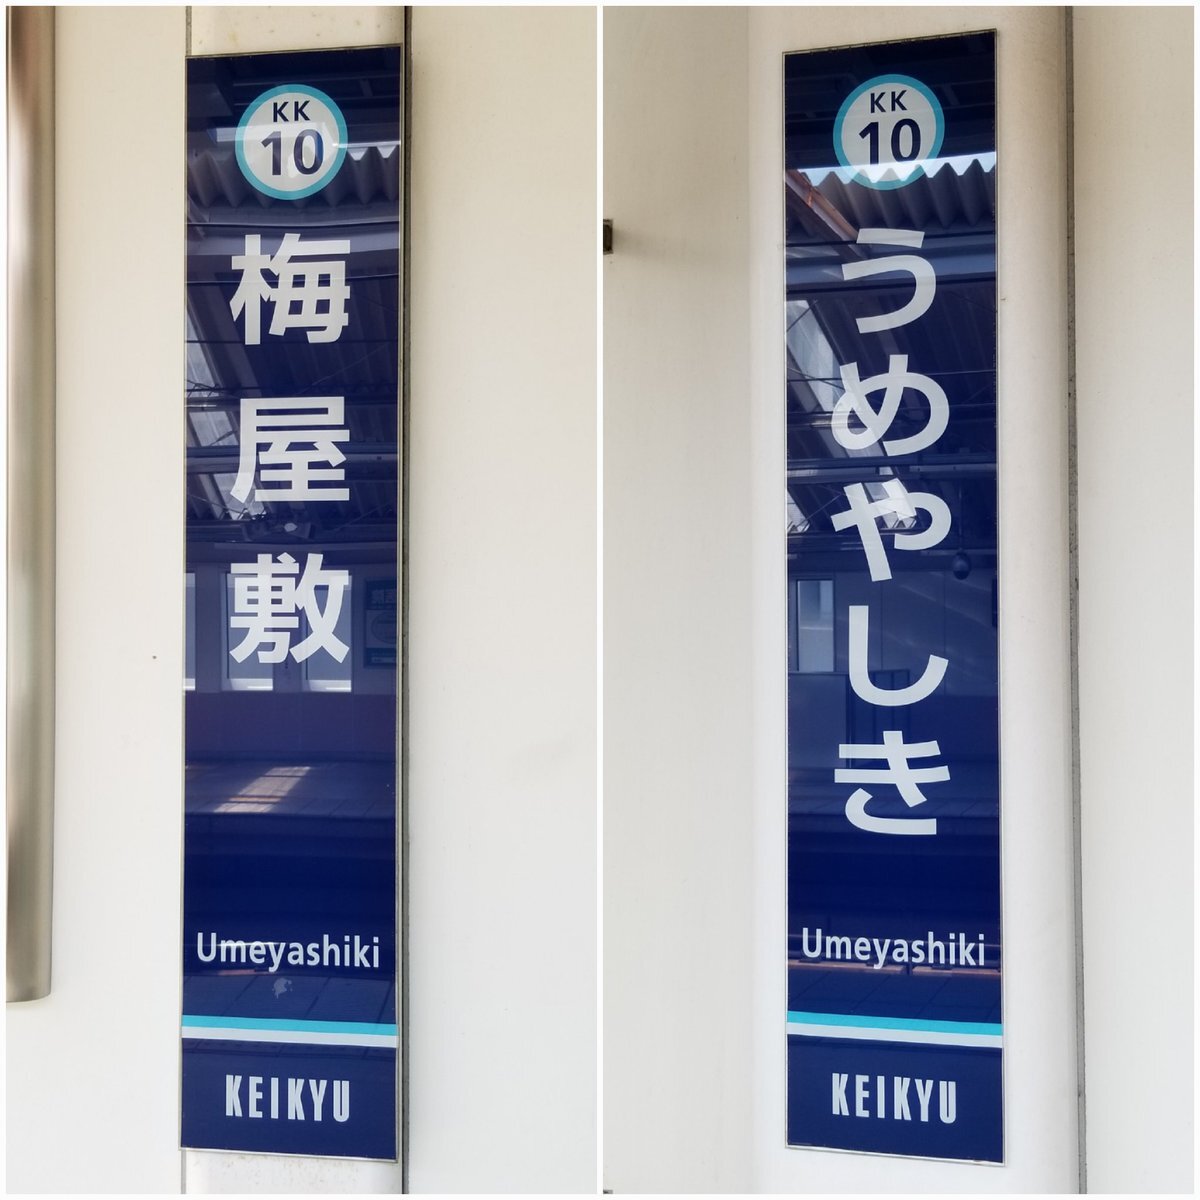 KK
10
梅屋敷
Umeyashiki
KEIKYU
KK
10
うめやしき
Umeyashiki
KEIKYU